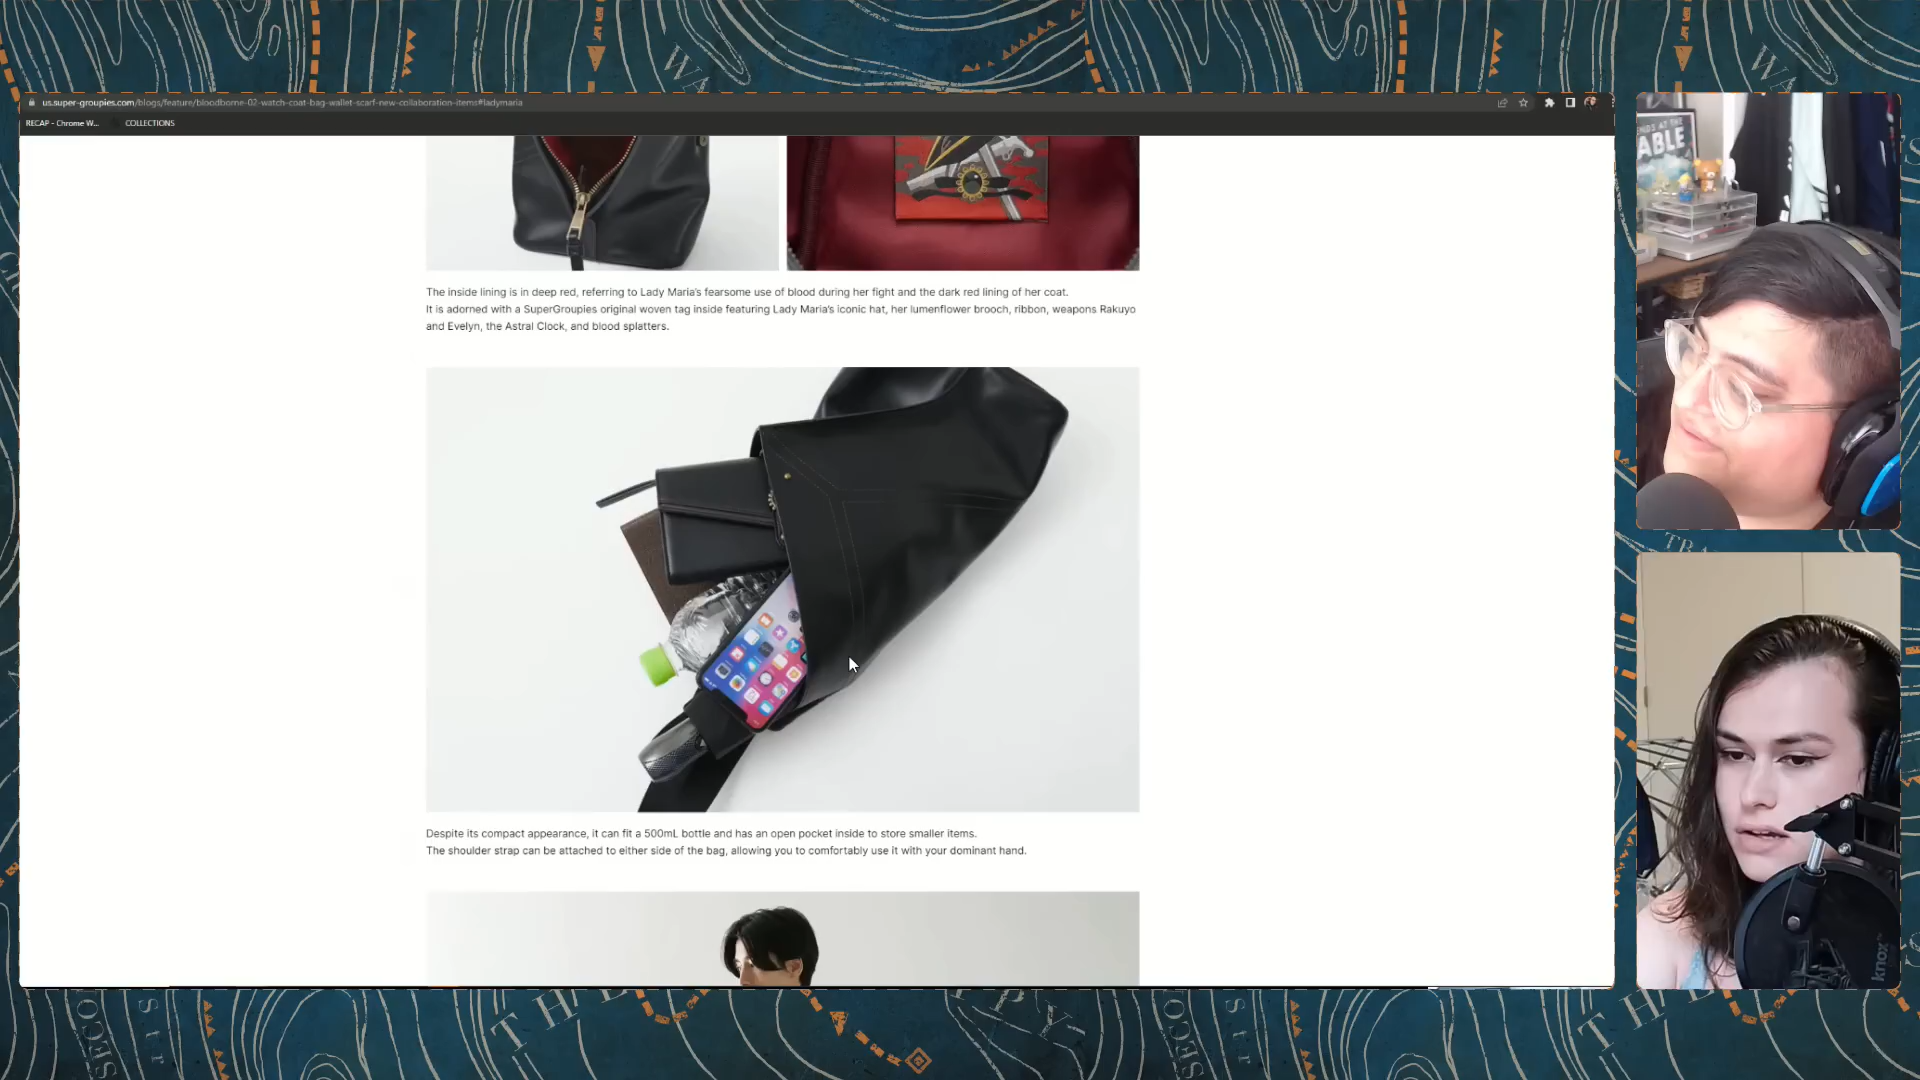 us.super-groupies.com/blogs/feature/bloodborne-02-watch-coat-bag-wallet-scarf-new-collaboration-items#ladymaria
RECAP - Chrome W... COLLECTIONS
The inside lining is in deep red, referring to Lady Maria's fearsome use of blood during her fight and the dark red lining of her coat.
It is adorned with a SuperGroupies original woven tag inside featuring Lady Maria's iconic hat, her lumenflower brooch, ribbon, weapons Rakuyo
and Evelyn, the Astral Clock, and blood splatters.
Despite its compact appearance, it can fit a 500mL bottle and has an open pocket inside to store smaller items.
The shoulder strap can be attached to either side of the bag, allowing you to comfortably use it with your dominant hand.
ABLE
knox